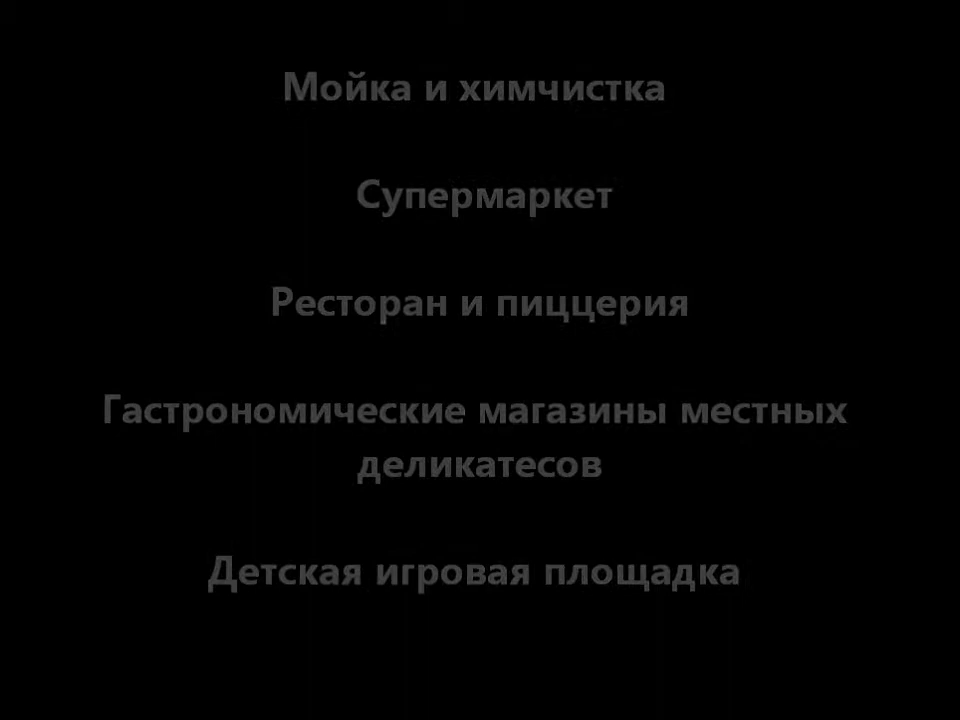 Мойка и химчистка
Супермаркет
Ресторан и пиццерия
Гастрономические магазины местных
деликатесов
Детская игровая площадка